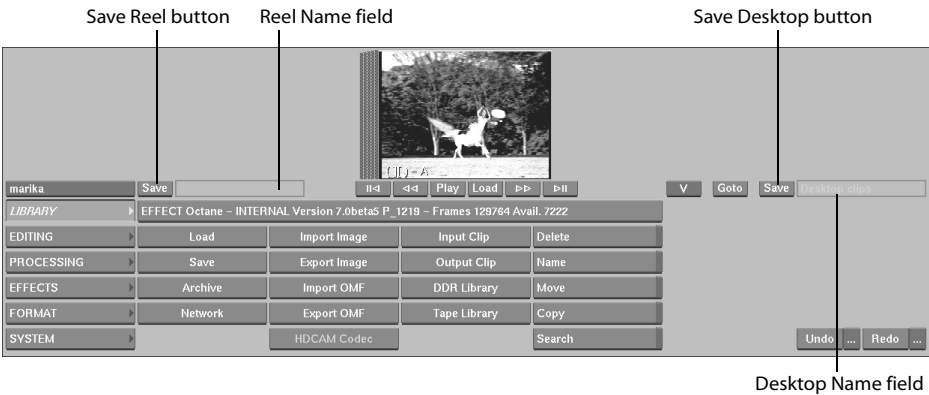 Save Reel button Reel Name field Save Desktop button
UD-A
marika Save Play Load V Goto Save Desktop clips
LIBRARY EFFECT Octane – INTERNAL Version 7.0beta5 P_1219 – Frames 129764 Avail. 7222
EDITING Load Import Image Input Clip Delete
PROCESSING Save Export Image Output Clip Name
EFFECTS Archive Import OMF DDR Library Move
FORMAT Network Export OMF Tape Library Copy
SYSTEM HDCAM Codec Search Undo ... Redo ...
Desktop Name field